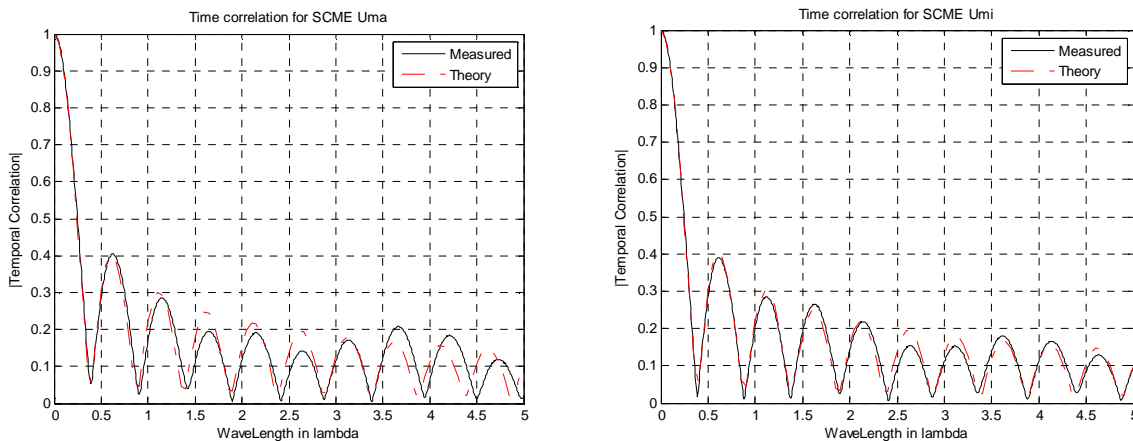 Time correlation for SCME Uma
|Temporal Correlation|
1
0.9
0.8
0.7
0.6
0.5
0.4
0.3
0.2
0.1
0
0 0.5 1 1.5 2 2.5 3 3.5 4 4.5 5
WaveLength in lambda
Measured
Theory
Time correlation for SCME Umi
|Temporal Correlation|
1
0.9
0.8
0.7
0.6
0.5
0.4
0.3
0.2
0.1
0
0 0.5 1 1.5 2 2.5 3 3.5 4 4.5 5
WaveLength in lambda
Measured
Theory